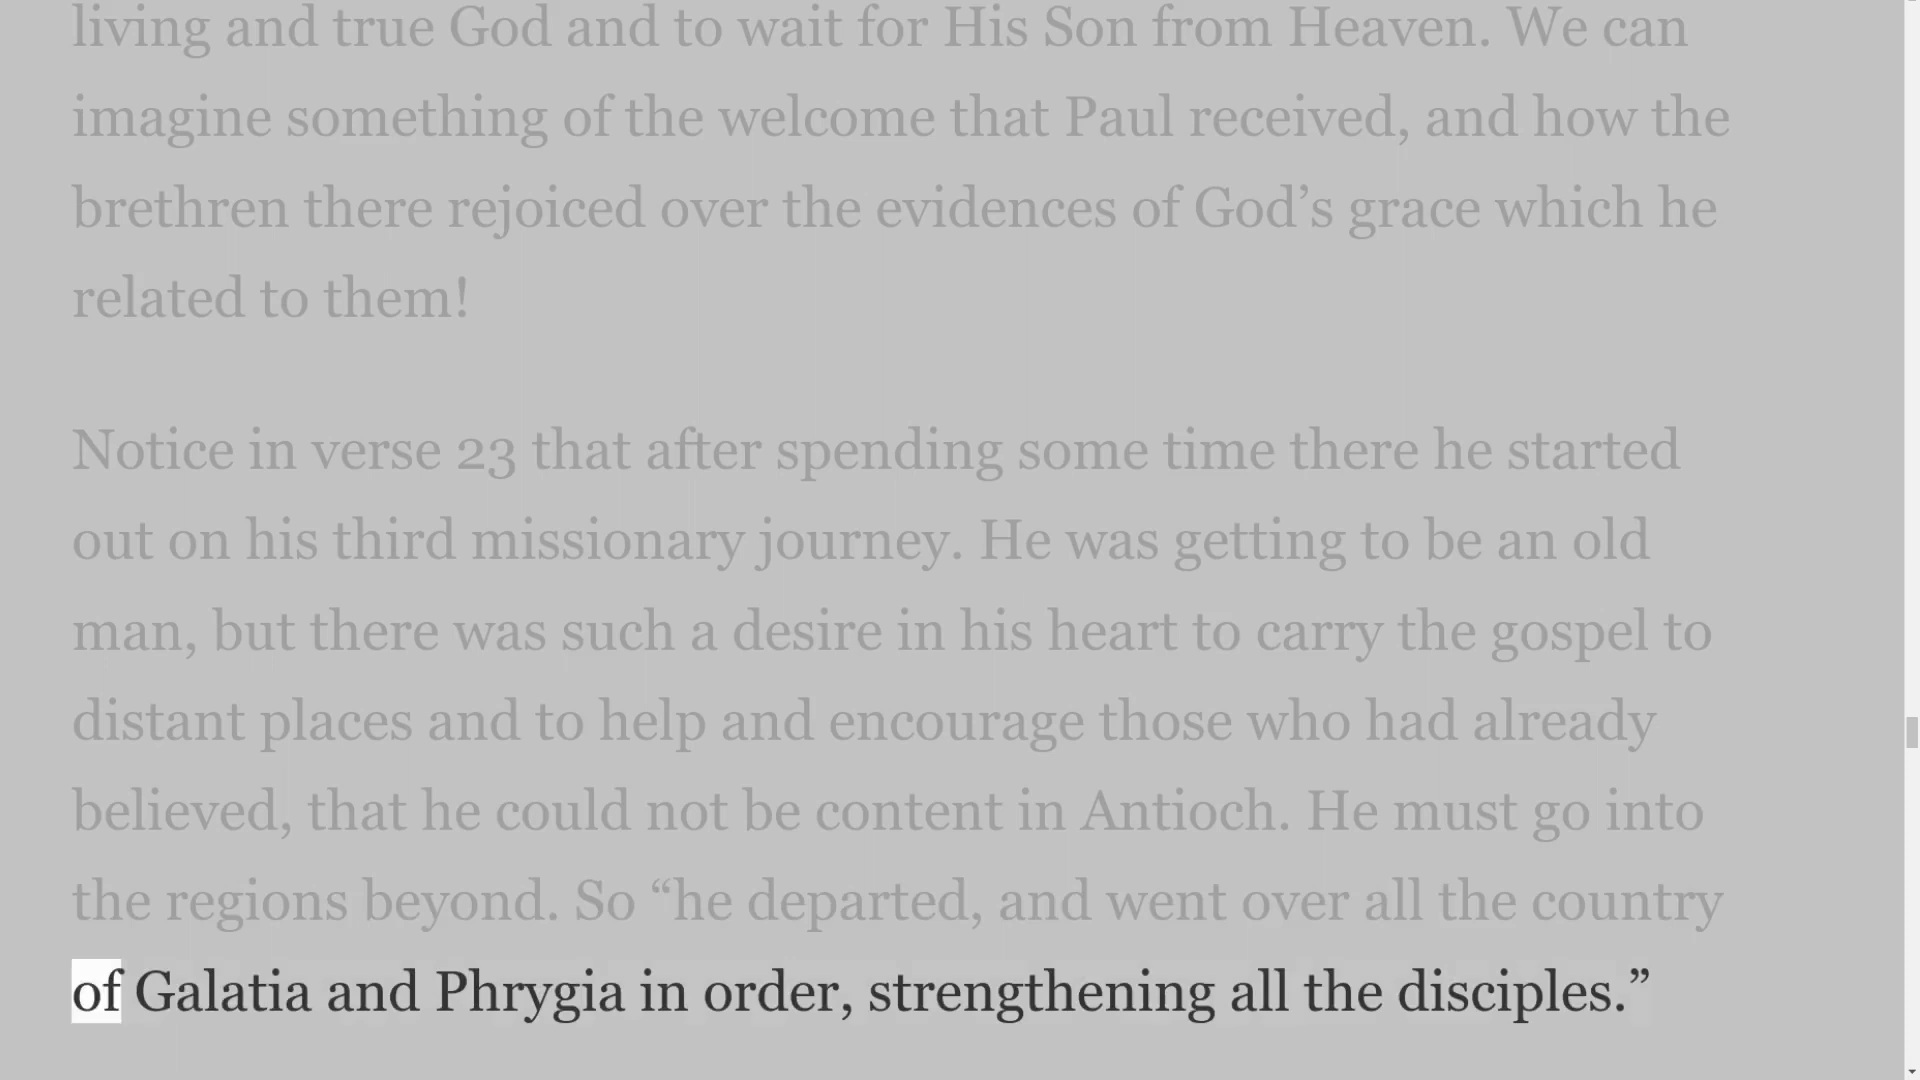 living and true God and to wait for His Son from Heaven. We can
imagine something of the welcome that Paul received, and how the
brethren there rejoiced over the evidences of God’s grace which he
related to them!
Notice in verse 23 that after spending some time there he started
out on his third missionary journey. He was getting to be an old
man, but there was such a desire in his heart to carry the gospel to
distant places and to help and encourage those who had already
believed, that he could not be content in Antioch. He must go into
the regions beyond. So “he departed, and went over all the country
of Galatia and Phrygia in order, strengthening all the disciples.”